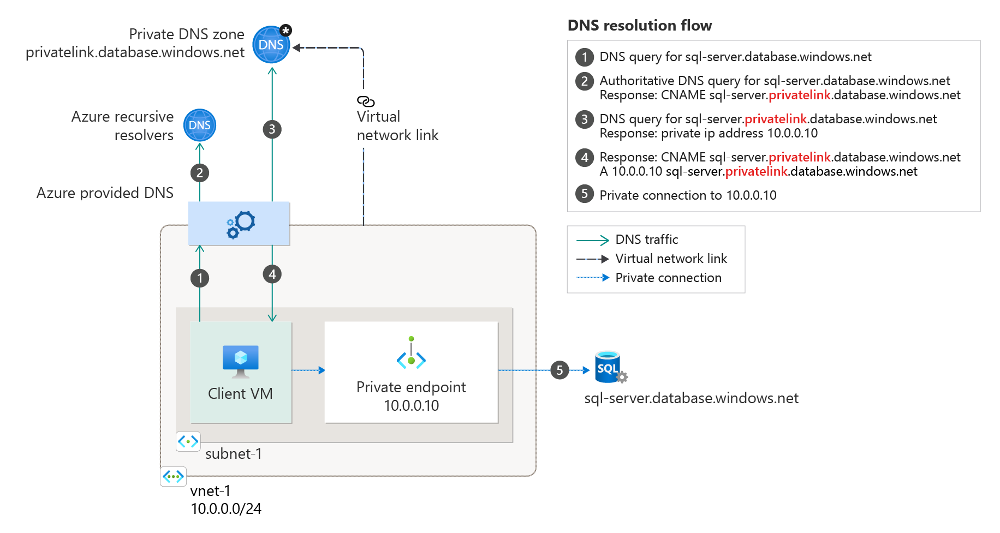 Private DNS zone
privatelink.database.windows.net
DNS
*
Azure recursive
resolvers
DNS
Virtual
network link
3
2
Azure provided DNS
1
4
Client VM
Private endpoint
10.0.0.10
5
SQL
sql-server.database.windows.net
subnet-1
vnet-1
10.0.0.0/24
DNS resolution flow
1 DNS query for sql-server.database.windows.net
2 Authoritative DNS query for sql-server.database.windows.net
Response: CNAME sql-server.privatelink.database.windows.net
3 DNS query for sql-server.privatelink.database.windows.net
Response: private ip address 10.0.0.10
4 Response: CNAME sql-server.privatelink.database.windows.net
A 10.0.0.10 sql-server.privatelink.database.windows.net
5 Private connection to 10.0.0.10
DNS traffic
Virtual network link
Private connection